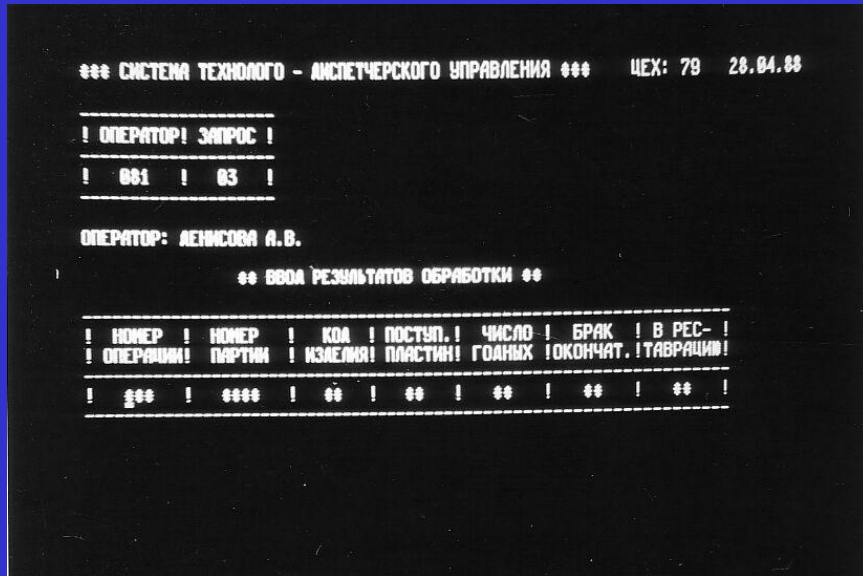 *** СИСТЕМА ТЕХНОЛОГО - ДИСПЕТЧЕРСКОГО УПРАВЛЕНИЯ *** ЦЕХ: 79 28.04.88
! ОПЕРАТОР! ЗАПРОС !
! 081 ! 03 !
ОПЕРАТОР: ДЕНИСОВА А.В.
** ВВОД РЕЗУЛЬТАТОВ ОБРАБОТКИ **
! НОМЕР ! НОМЕР ! КОД ! ПОСТУП.! ЧИСЛО ! БРАК ! В РЕС- !
! ОПЕРАЦИИ! ПАРТИИ ! ИЗДЕЛИЯ! ПЛАСТИН! ГОДНЫХ !ОКОНЧАТ.!ТАВРАЦИЮ!
! *** ! **** ! ** ! ** ! ** ! ** ! ** !